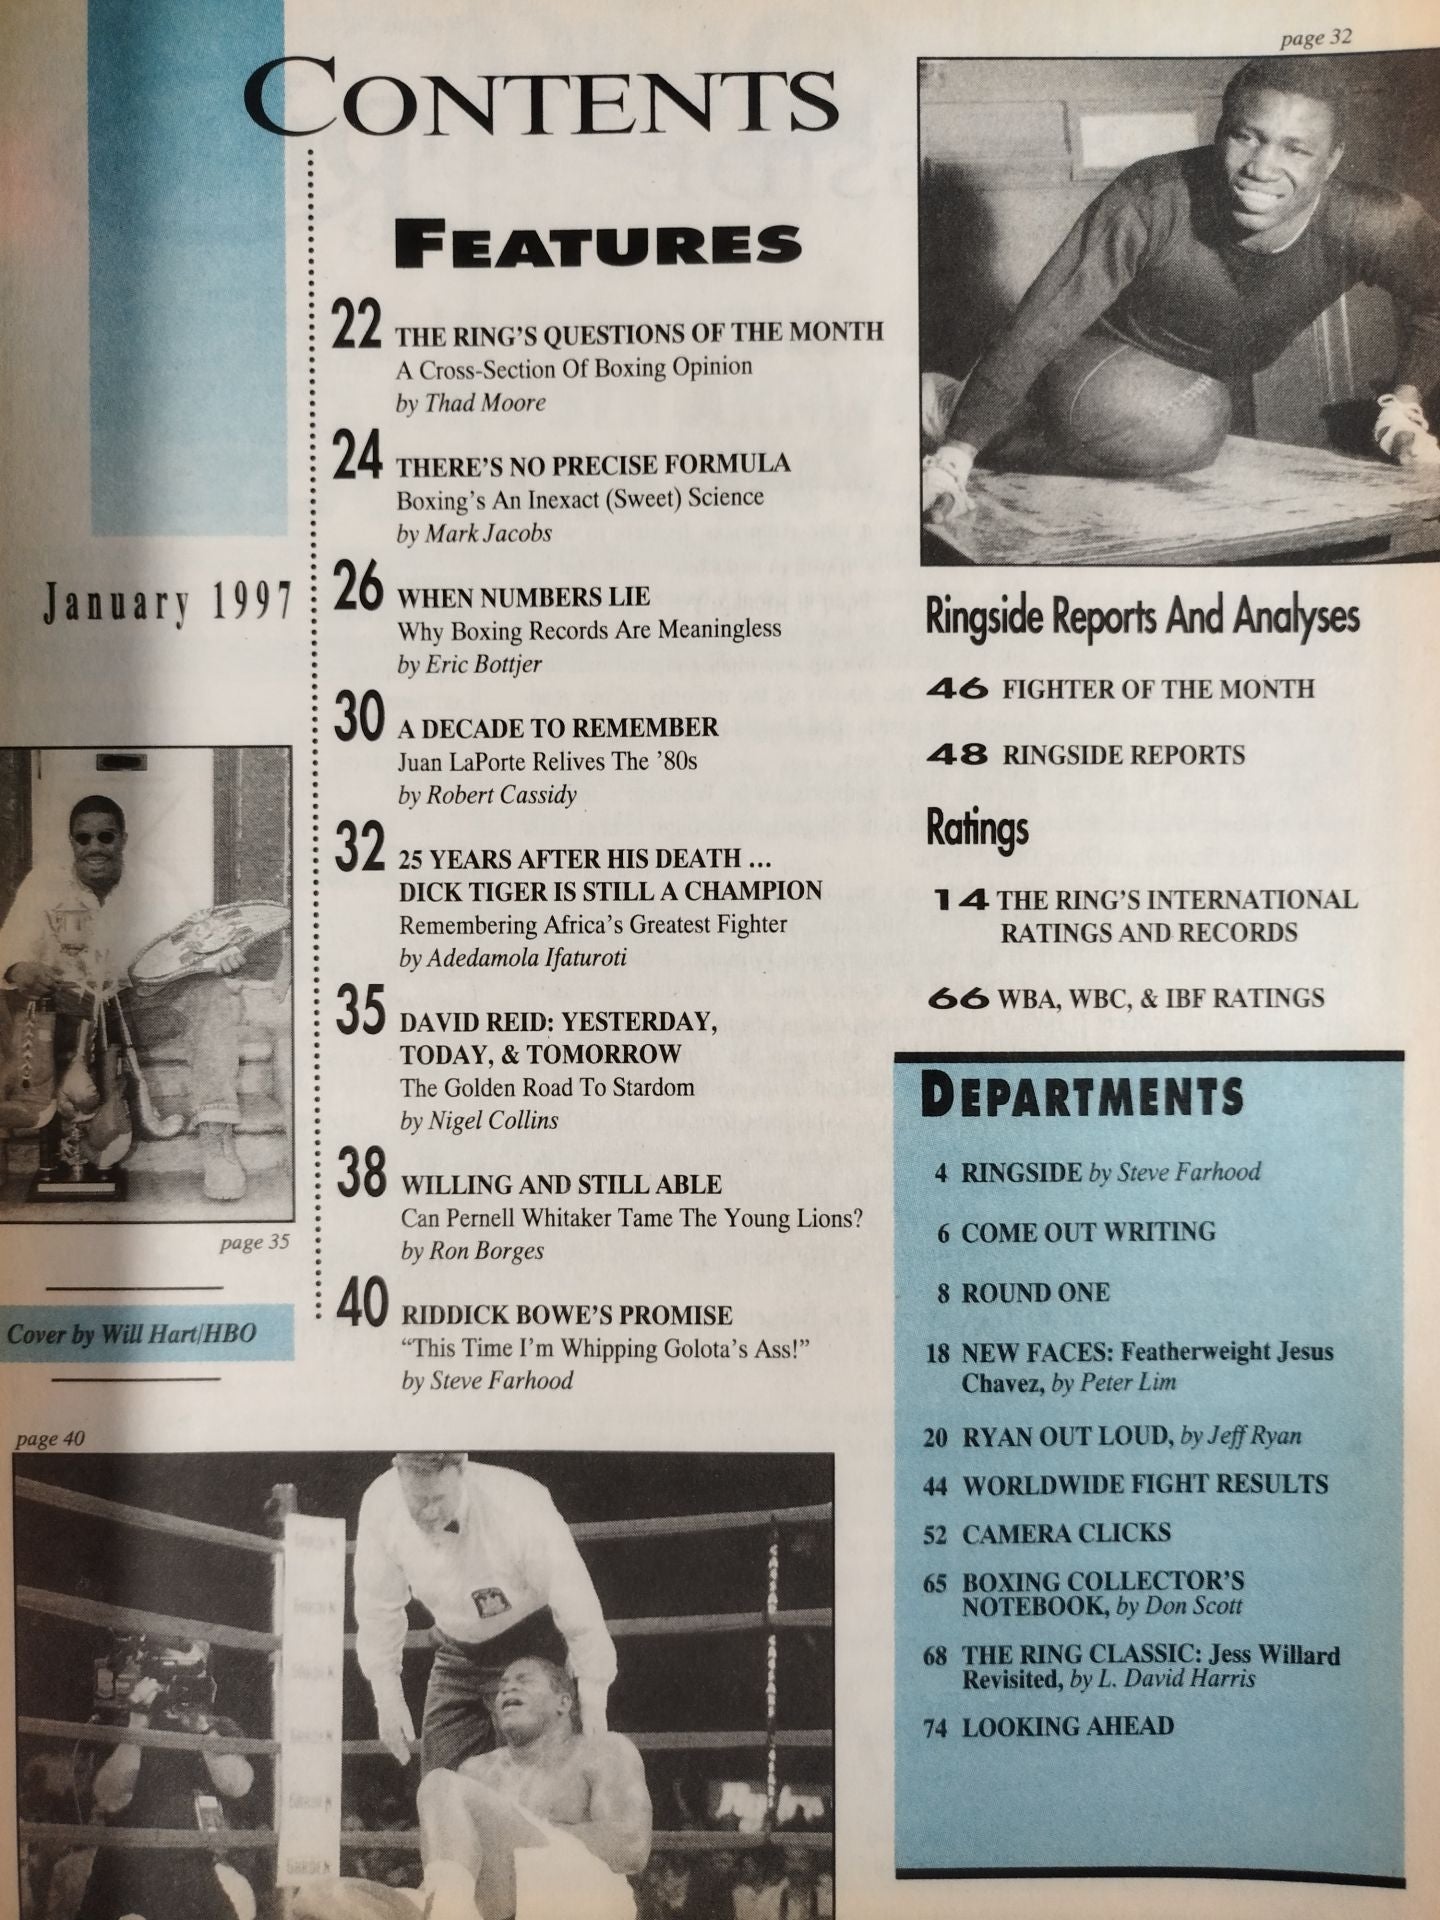 page 32
CONTENTS
FEATURES
22 THE RING'S QUESTIONS OF THE MONTH
A Cross-Section Of Boxing Opinion
by Thad Moore
24 THERE'S NO PRECISE FORMULA
Boxing's An Inexact (Sweet) Science
by Mark Jacobs
26 WHEN NUMBERS LIE
Why Boxing Records Are Meaningless
by Eric Bottjer
30 A DECADE TO REMEMBER
Juan LaPorte Relives The '80s
by Robert Cassidy
32 25 YEARS AFTER HIS DEATH ...
DICK TIGER IS STILL A CHAMPION
Remembering Africa's Greatest Fighter
by Adedamola Ifaturoti
35 DAVID REID: YESTERDAY,
TODAY, & TOMORROW
The Golden Road To Stardom
by Nigel Collins
38 WILLING AND STILL ABLE
Can Pernell Whitaker Tame The Young Lions?
by Ron Borges
40 RIDDICK BOWE'S PROMISE
"This Time I'm Whipping Golota's Ass!"
by Steve Farhood
January 1997
page 35
Cover by Will Hart/HBO
page 40
GARDEN
Ringside Reports And Analyses
46 FIGHTER OF THE MONTH
48 RINGSIDE REPORTS
Ratings
14 THE RING'S INTERNATIONAL
RATINGS AND RECORDS
66 WBA, WBC, & IBF RATINGS
DEPARTMENTS
4 RINGSIDE by Steve Farhood
6 COME OUT WRITING
8 ROUND ONE
18 NEW FACES: Featherweight Jesus
Chavez, by Peter Lim
20 RYAN OUT LOUD, by Jeff Ryan
44 WORLDWIDE FIGHT RESULTS
52 CAMERA CLICKS
65 BOXING COLLECTOR'S
NOTEBOOK, by Don Scott
68 THE RING CLASSIC: Jess Willard
Revisited, by L. David Harris
74 LOOKING AHEAD